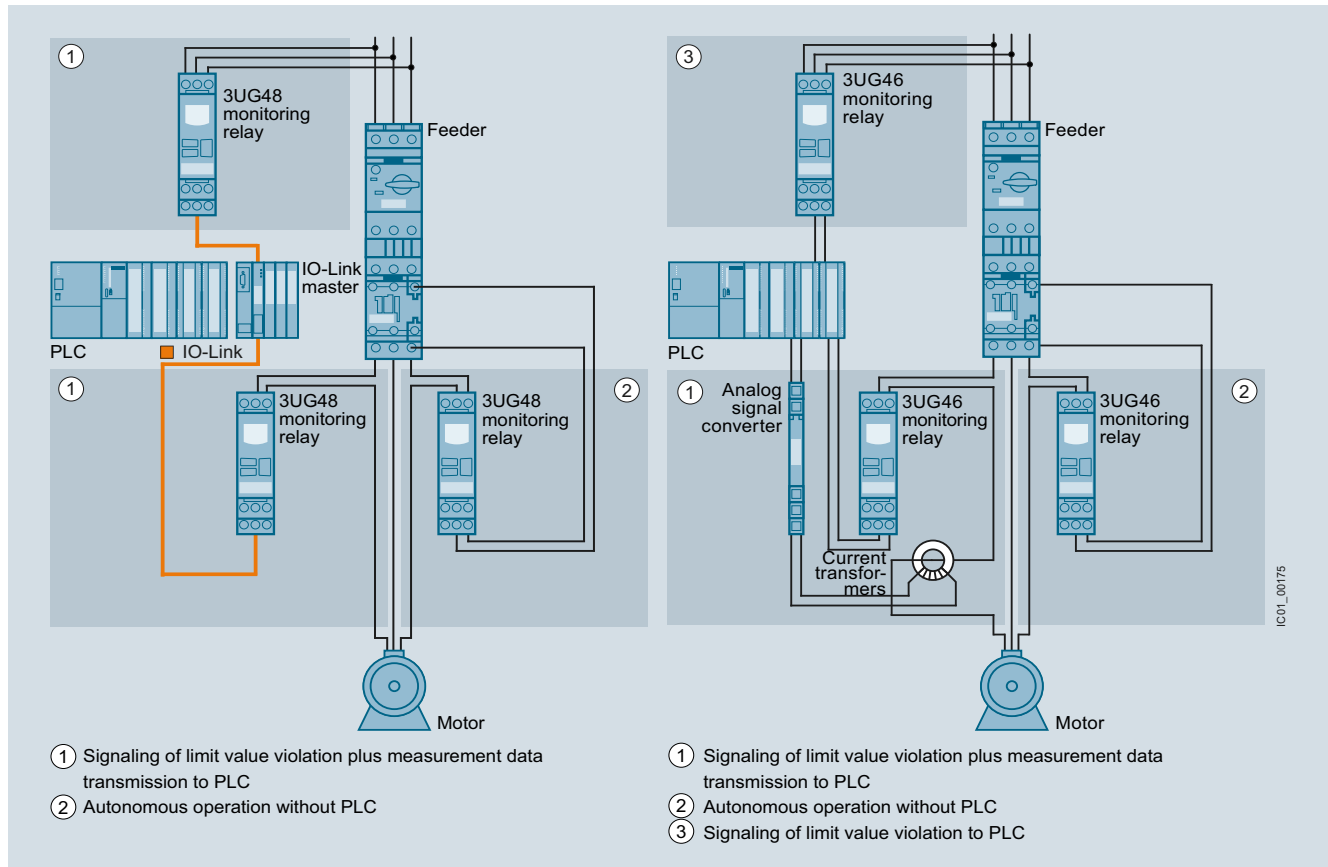 1
3UG48
monitoring
relay
Feeder
IO-Link
master
PLC
IO-Link
1
3UG48
monitoring
relay
3UG48
monitoring
relay
2
Motor
1 Signaling of limit value violation plus measurement data
transmission to PLC
2 Autonomous operation without PLC
3
3UG46
monitoring
relay
Feeder
PLC
1
Analog
signal
converter
3UG46
monitoring
relay
3UG46
monitoring
relay
2
Current
transfor-
mers
Motor
1 Signaling of limit value violation plus measurement data
transmission to PLC
2 Autonomous operation without PLC
3 Signaling of limit value violation to PLC
IC01_00175